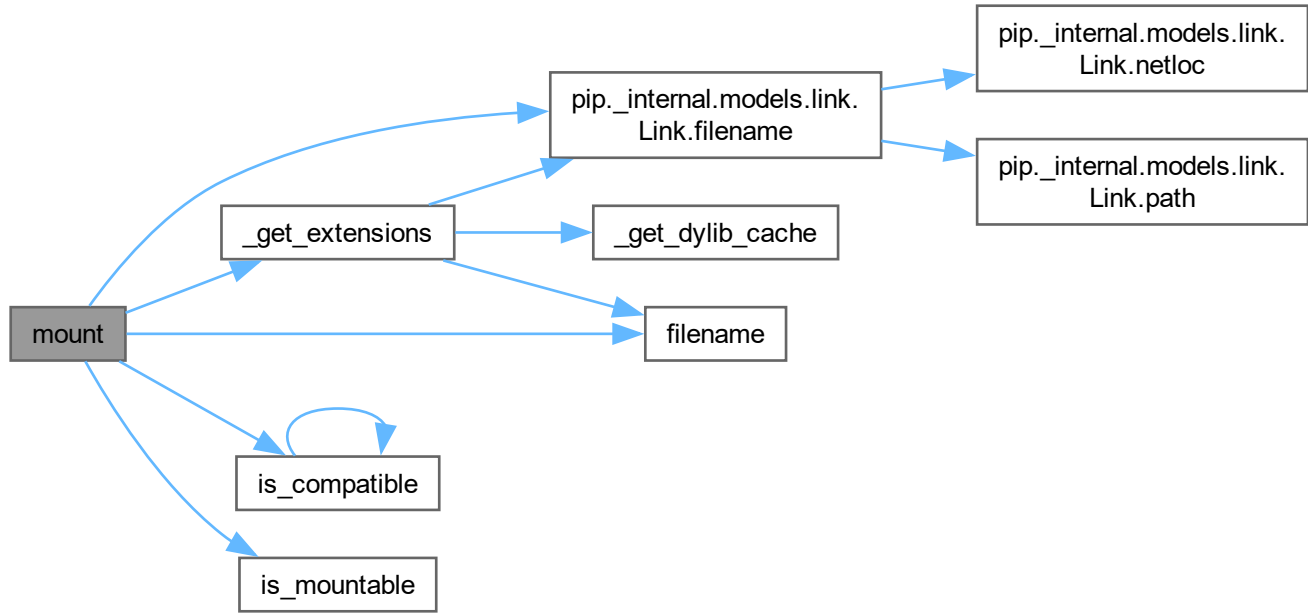 pip._internal.models.link.
Link.netloc
pip._internal.models.link.
Link.filename
pip._internal.models.link.
Link.path
_get_extensions
_get_dylib_cache
mount
filename
is_compatible
is_mountable